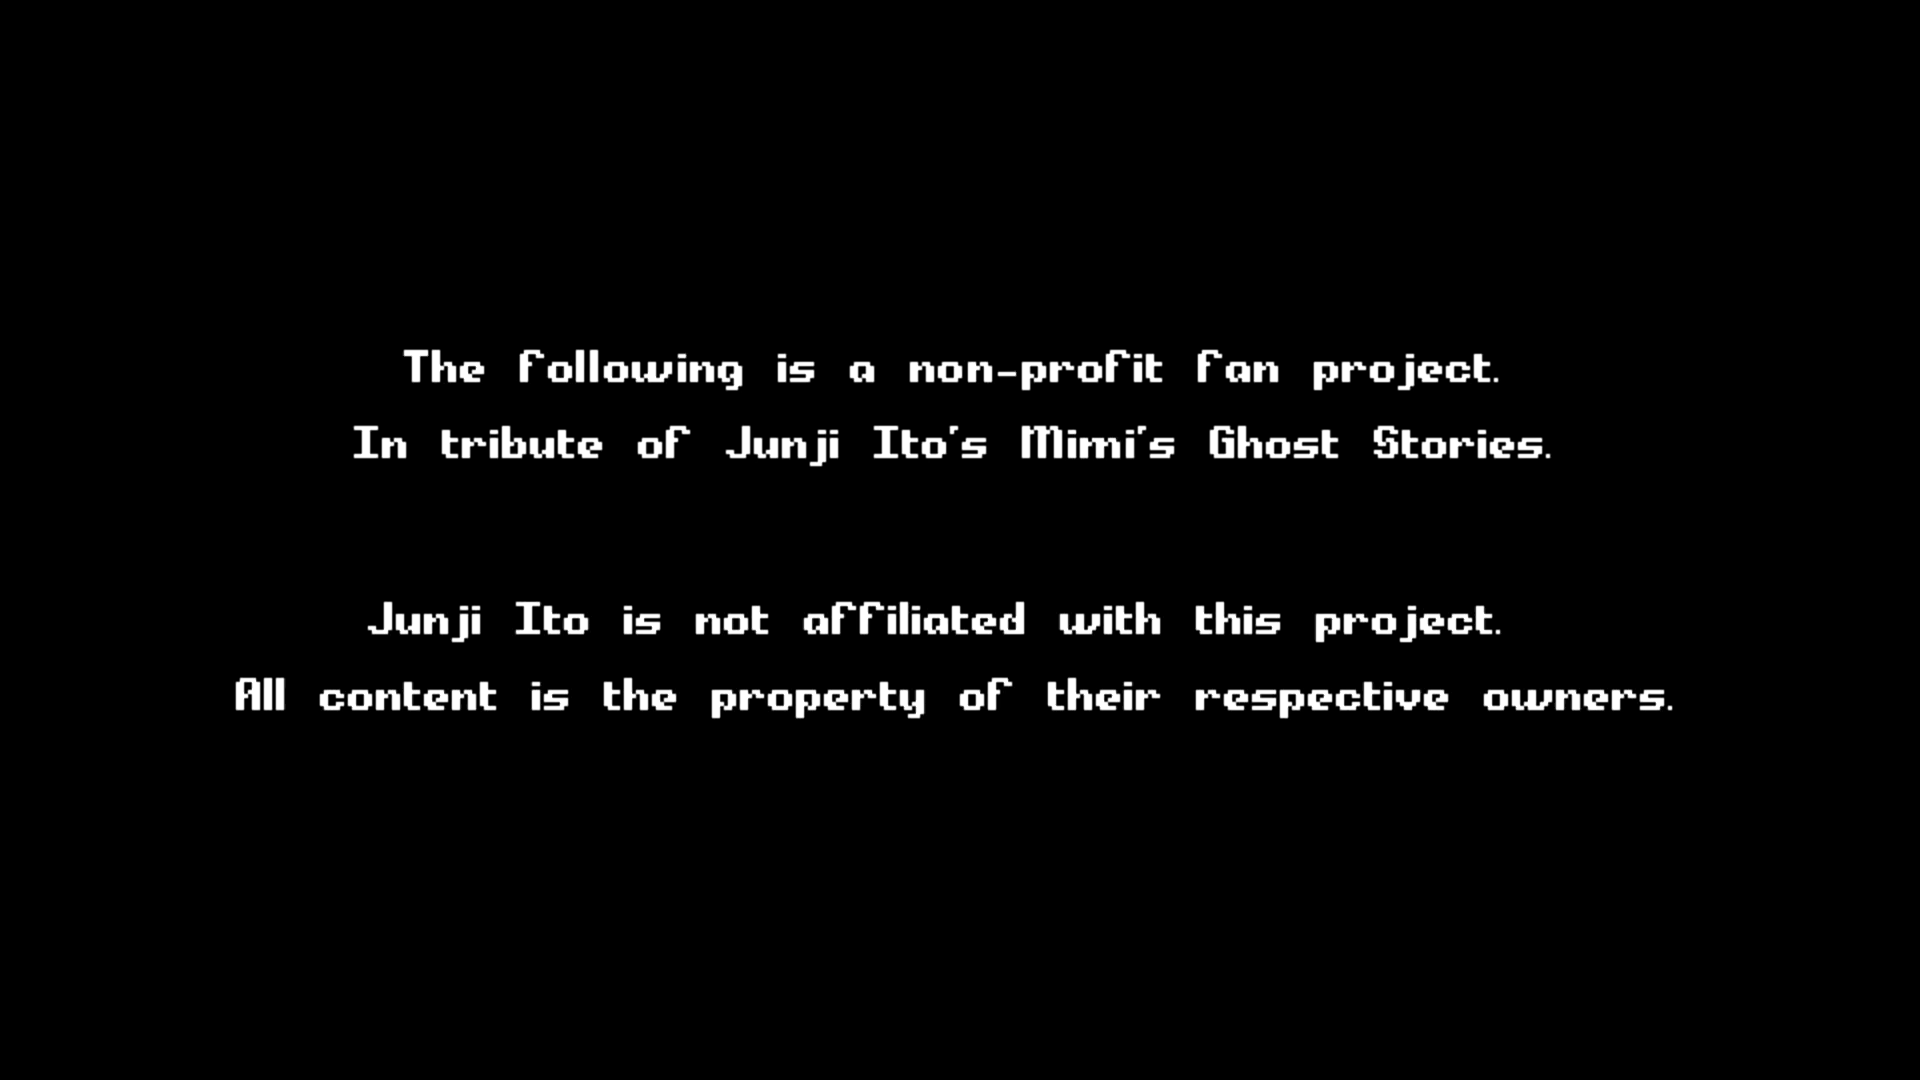 The following is a non-profit fan project.
In tribute of Junji Ito's Mimi's Ghost Stories.
Junji Ito is not affiliated with this project.
All content is the property of their respective owners.